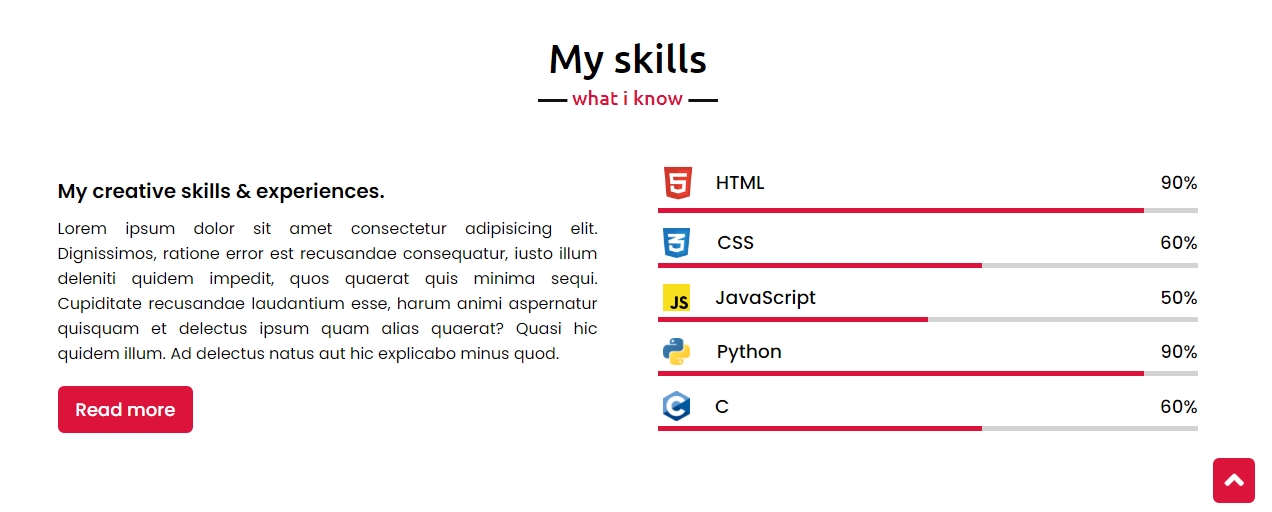 My skills
what i know
My creative skills & experiences.
Lorem ipsum dolor sit amet consectetur adipisicing elit.
Dignissimos, ratione error est recusandae consequatur, iusto illum
deleniti quidem impedit, quos quaerat quis minima sequi.
Cupiditate recusandae laudantium esse, harum animi aspernatur
quisquam et delectus ipsum quam alias quaerat? Quasi hic
quidem illum. Ad delectus natus aut hic explicabo minus quod.
Read more
5 HTML 90%
3 CSS 60%
JS JavaScript 50%
Python 90%
C C 60%